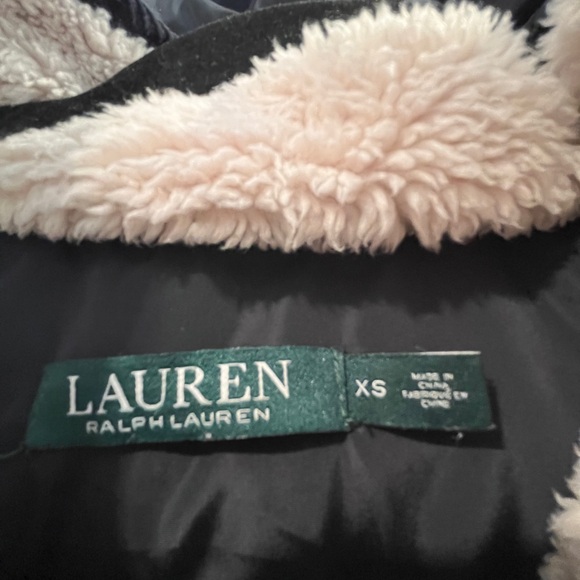 LAUREN
RALPH LAUREN
XS
MADE IN
CHINA
FABRIQUÉ EN
CHINE